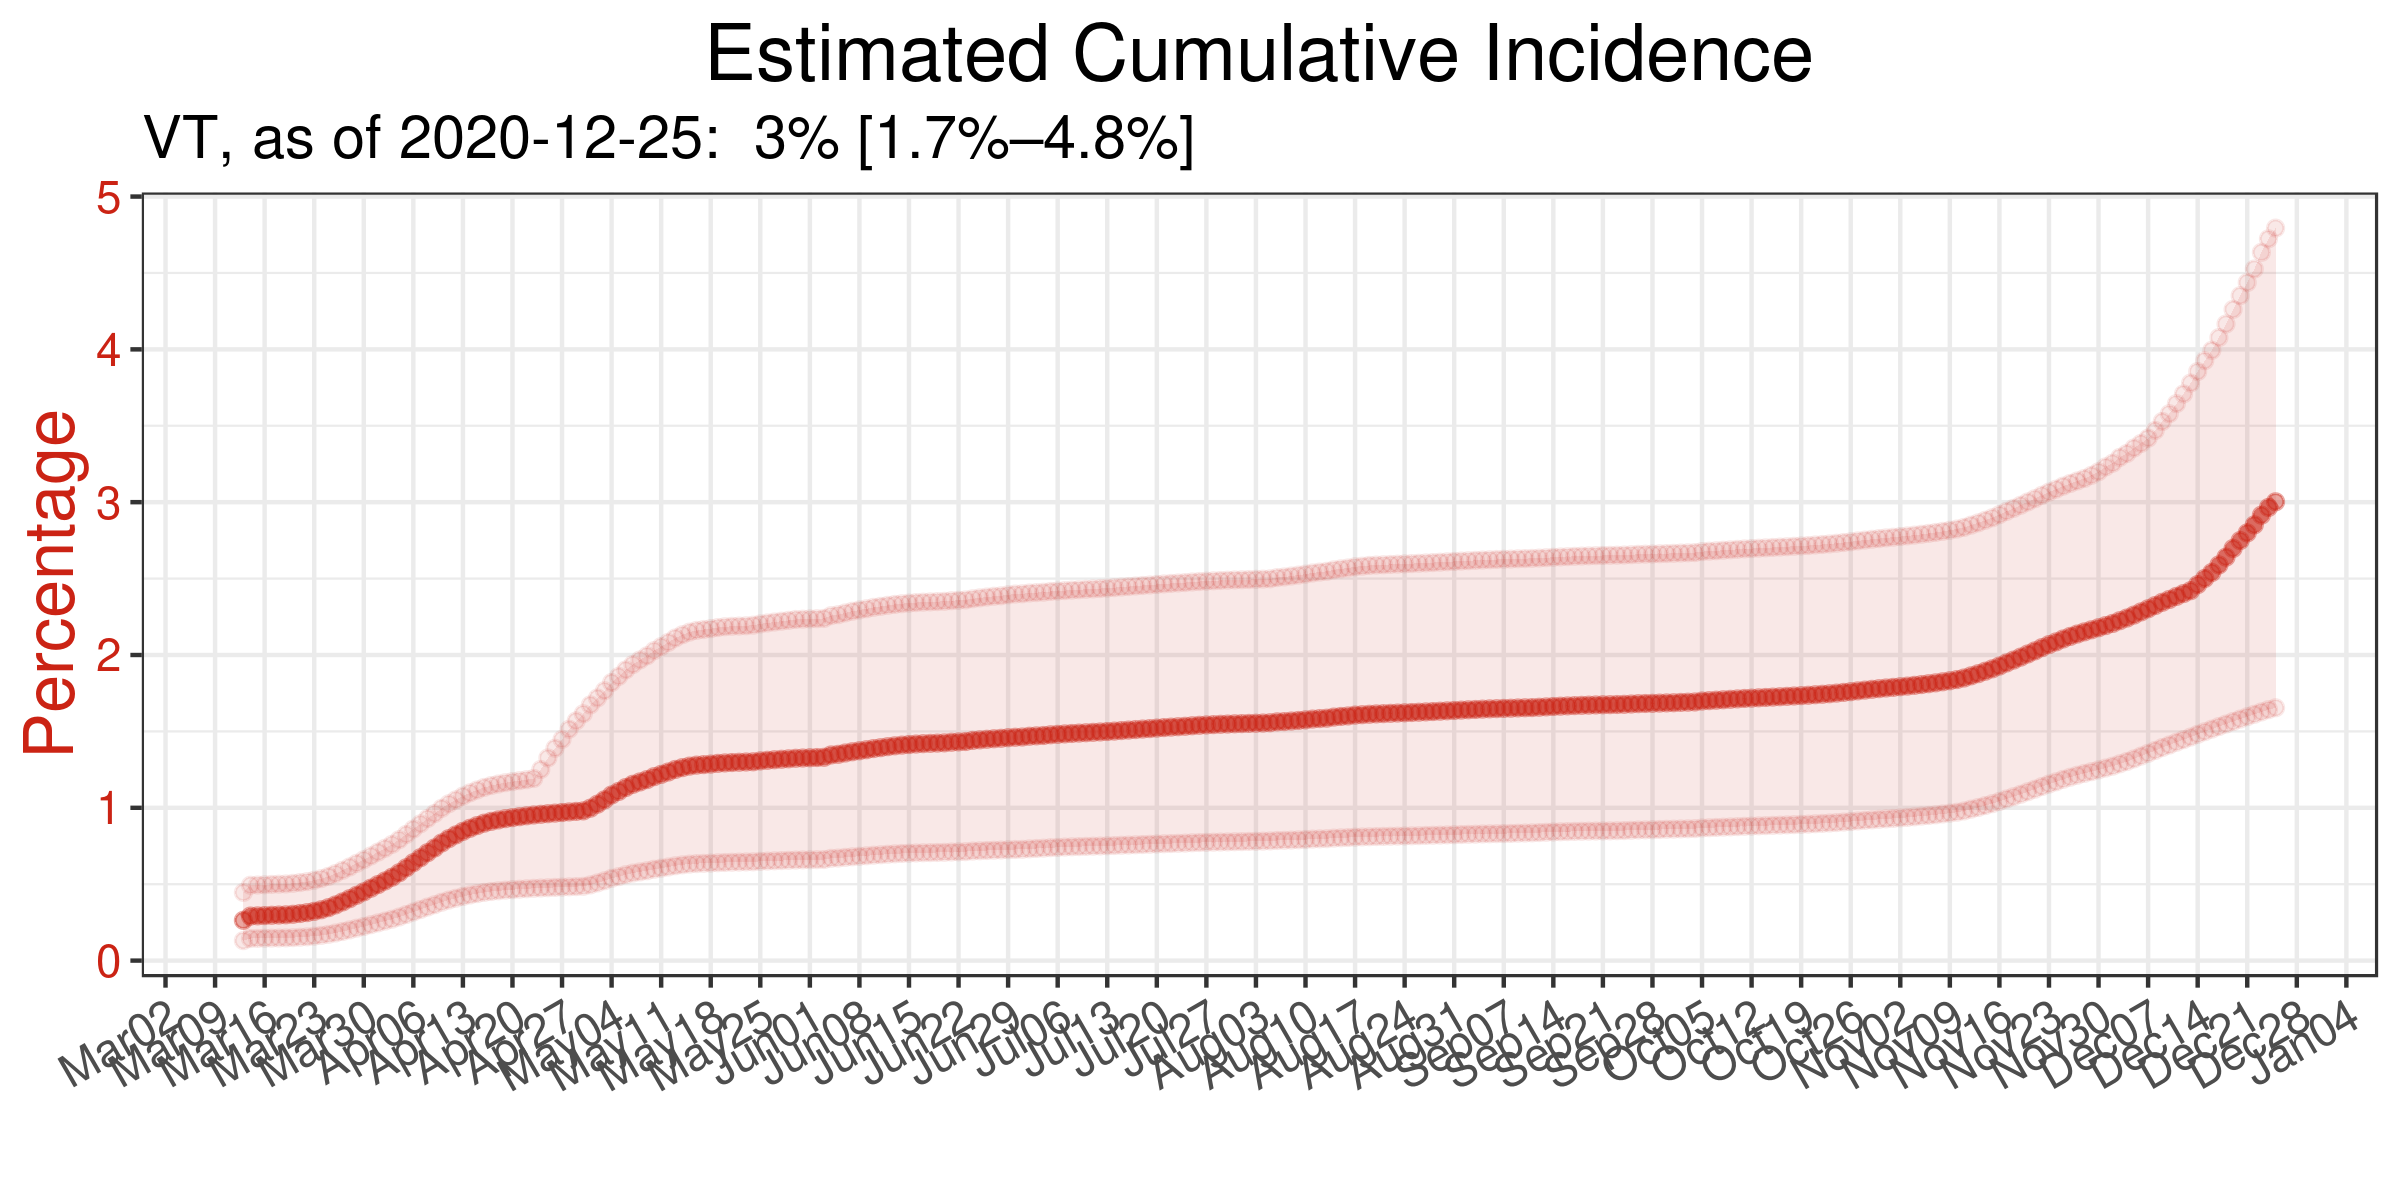 Estimated Cumulative Incidence
VT, as of 2020-12-25:  3% [1.7%–4.8%]
Percentage
5
4
3
2
1
0
Mar02
Mar09
Mar16
Mar23
Mar30
Apr06
Apr13
Apr20
Apr27
May04
May11
May18
May25
Jun01
Jun08
Jun15
Jun22
Jun29
Jul06
Jul13
Jul20
Jul27
Aug03
Aug10
Aug17
Aug24
Aug31
Sep07
Sep14
Sep21
Sep28
Oct05
Oct12
Oct19
Oct26
Nov02
Nov09
Nov16
Nov23
Nov30
Dec07
Dec14
Dec21
Dec28
Jan04